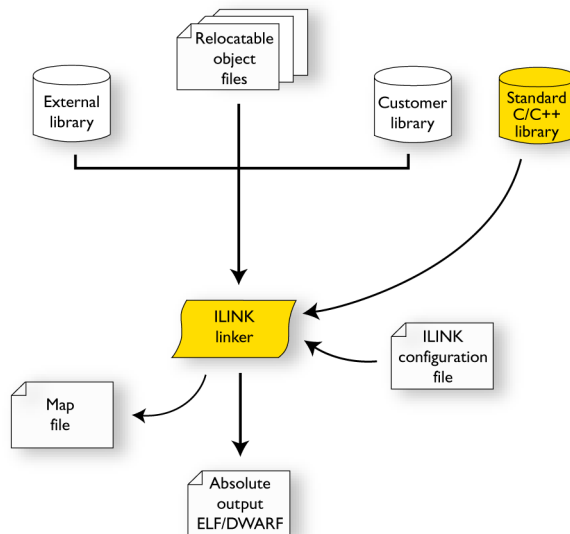 Relocatable
object
files
External
library
Customer
library
Standard
C/C++
library
ILINK
linker
ILINK
configuration
file
Map
file
Absolute
output
ELF/DWARF